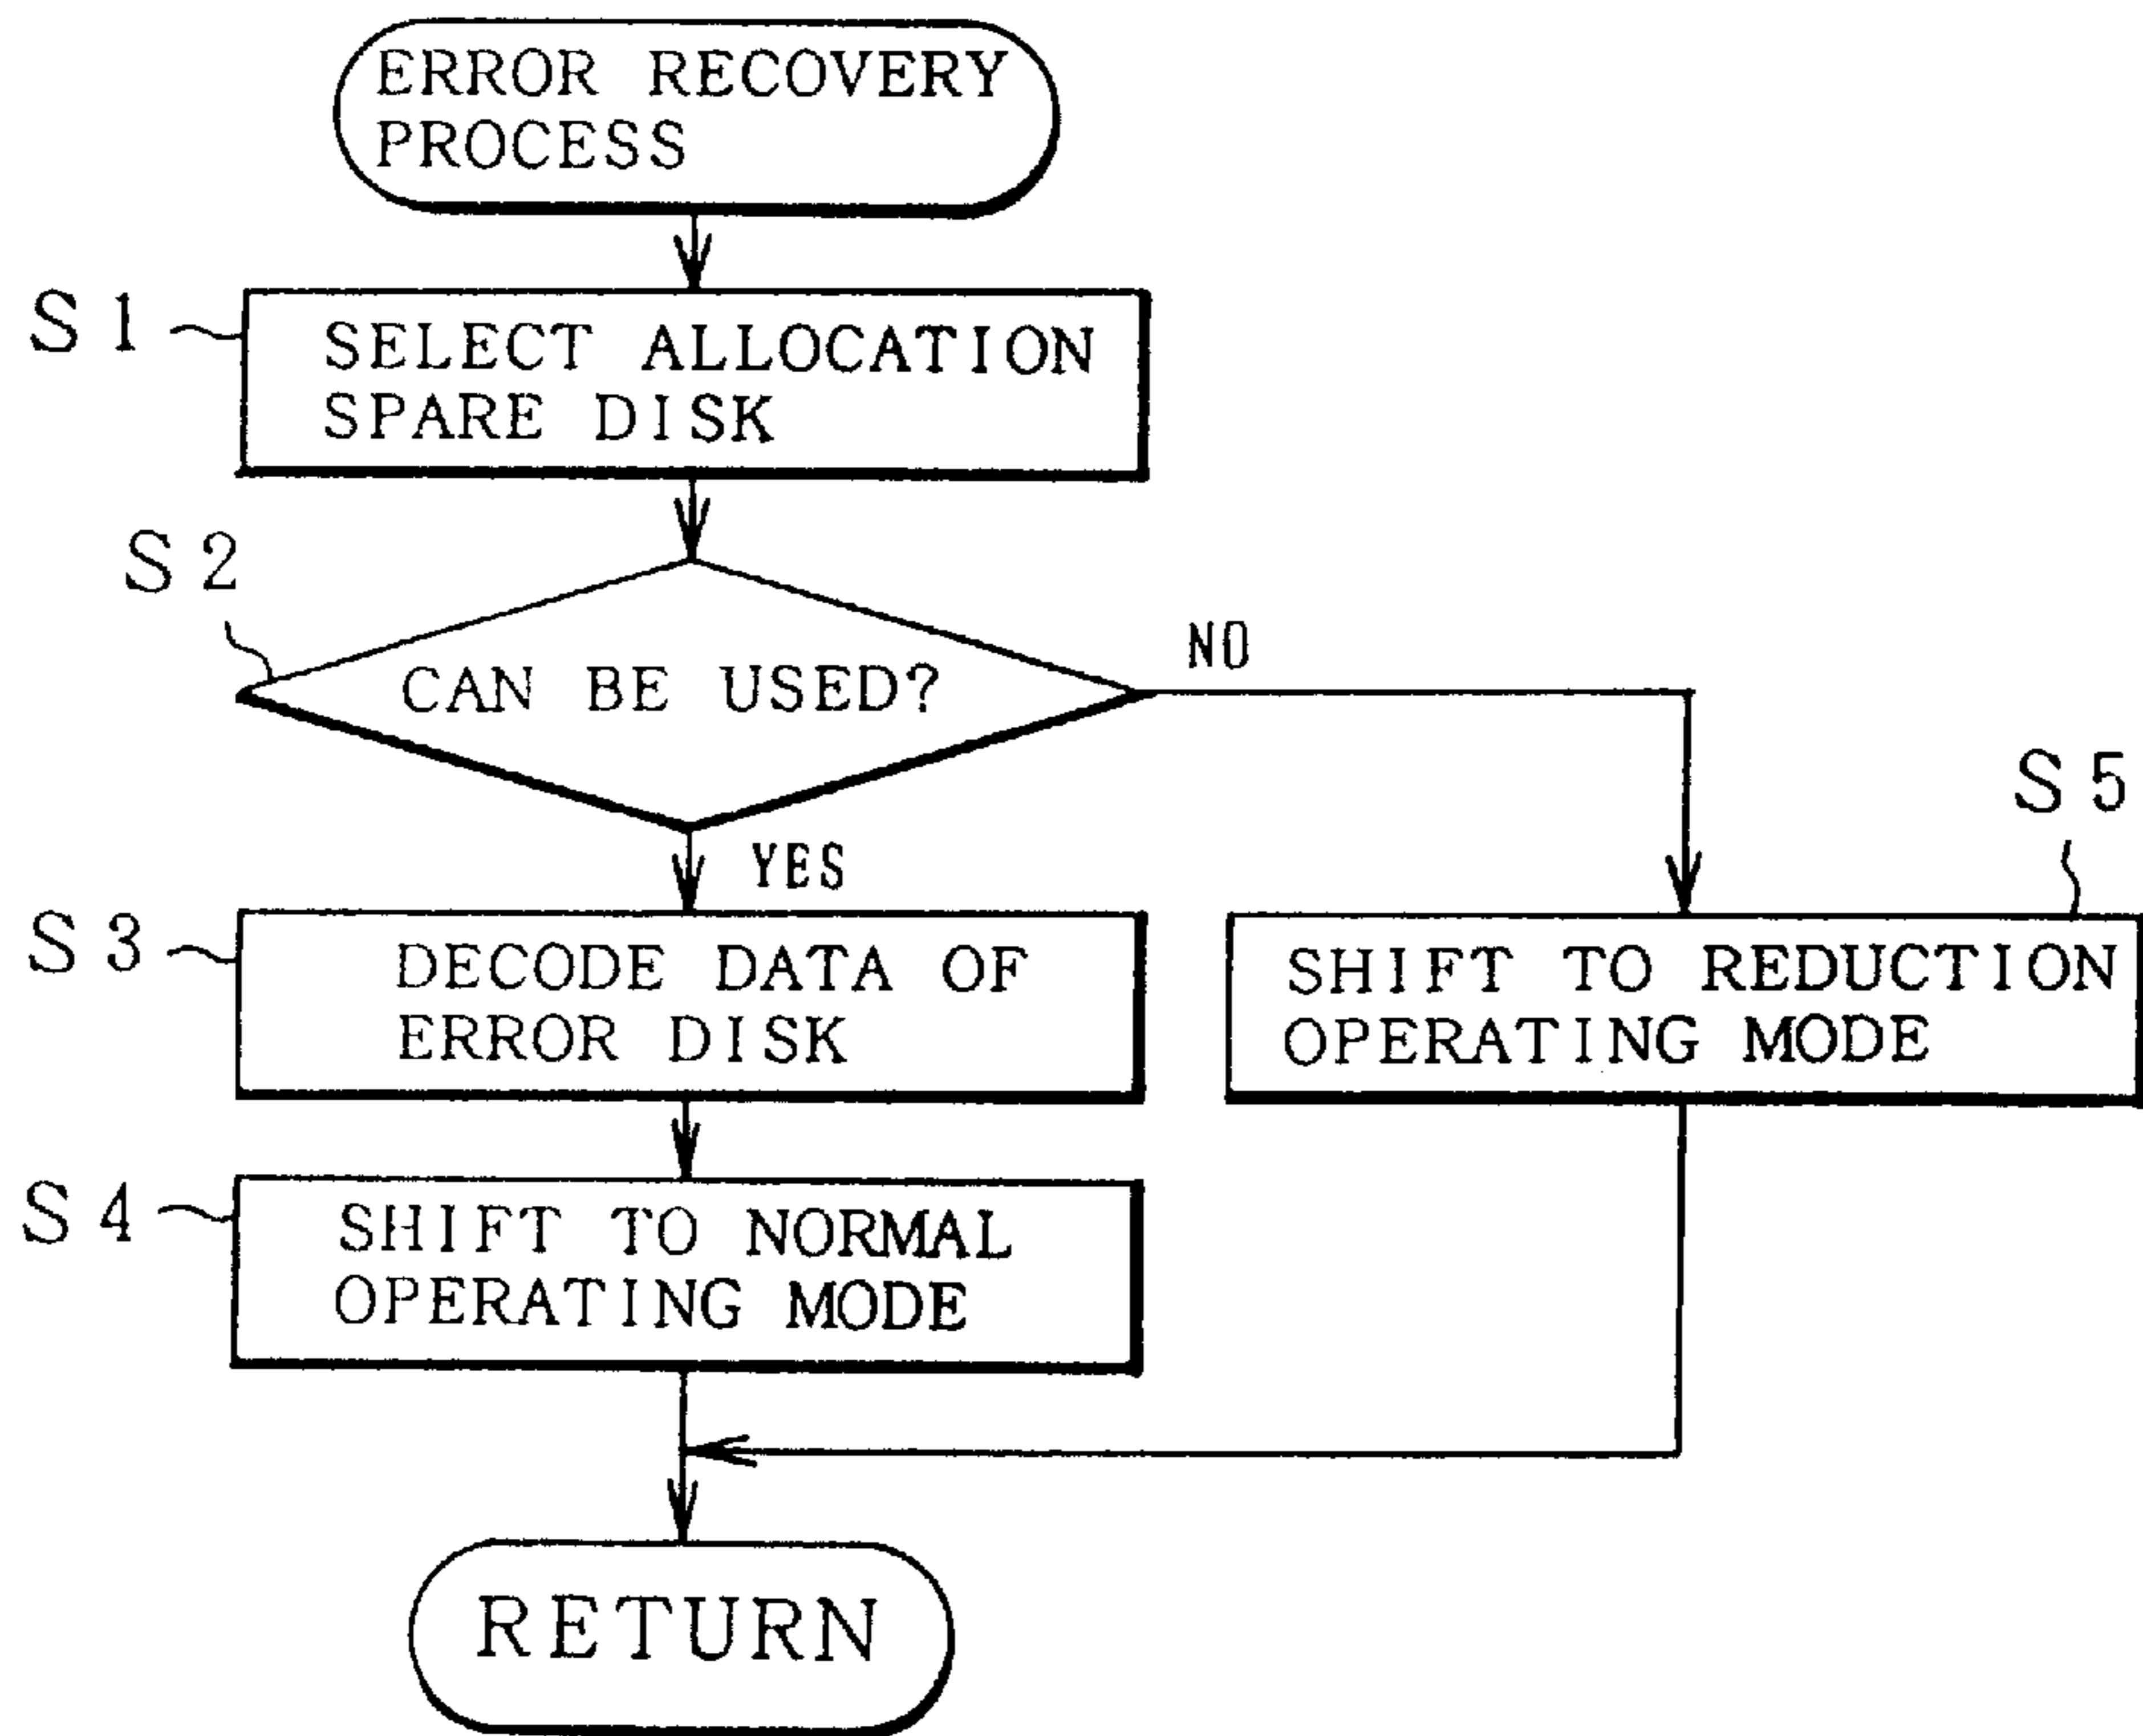 ERROR RECOVERY
PROCESS
S1
SELECT ALLOCATION
SPARE DISK
S2
CAN BE USED?
NO
YES
S3
DECODE DATA OF
ERROR DISK
S5
SHIFT TO REDUCTION
OPERATING MODE
S4
SHIFT TO NORMAL
OPERATING MODE
RETURN